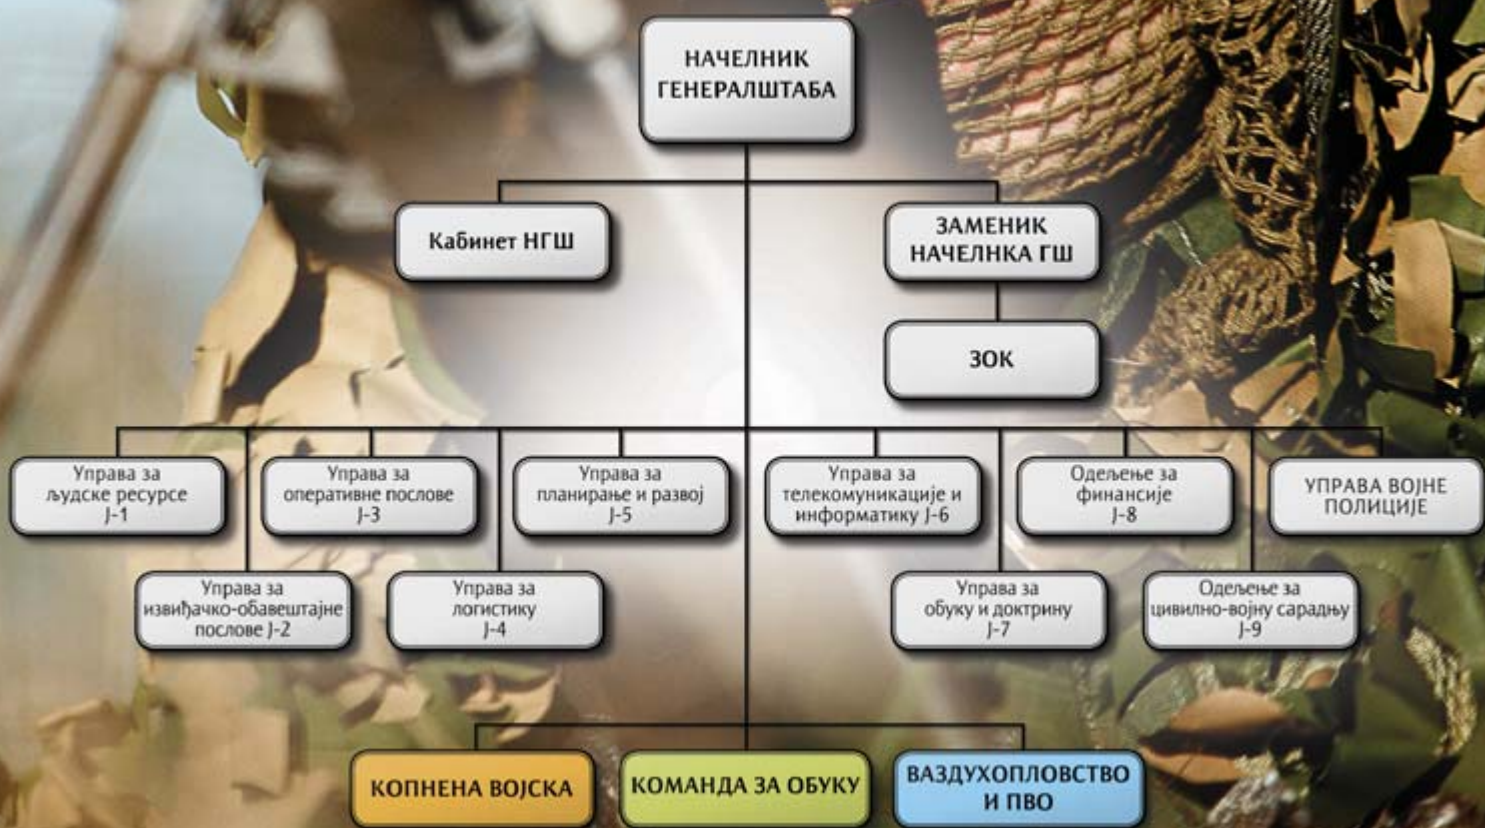 НАЧЕЛНИК
ГЕНЕРАЛШТАБА
Кабинет НГШ
ЗАМЕНИК
НАЧЕЛНКА ГШ
ЗОК
Управа за
људске ресурсе
Ј-1
Управа за
оперативне послове
Ј-3
Управа за
планирање и развој
Ј-5
Управа за
телекомуникације и
информатику Ј-6
Одељење за
финансије
Ј-8
УПРАВА ВОЈНЕ
ПОЛИЦИЈЕ
Управа за
извиђачко-обавештајне
послове Ј-2
Управа за
логистику
Ј-4
Управа за
обуку и доктрину
Ј-7
Одељење за
цивилно-војну сарадњу
Ј-9
КОПНЕНА ВОЈСКА
КОМАНДА ЗА ОБУКУ
ВАЗДУХОПЛОВСТВО
И ПВО